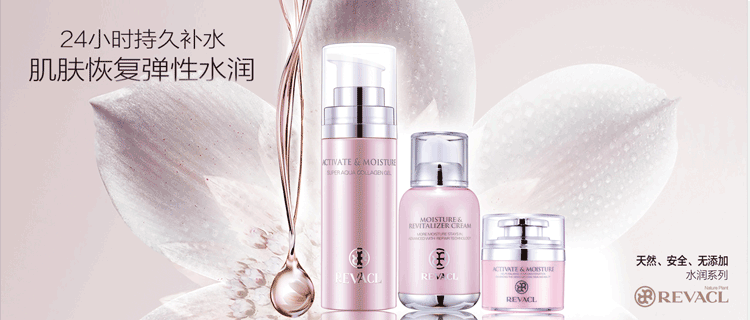 24小时持久补水
肌肤恢复弹性水润
ACTIVATE & MOISTURE
SUPER AQUA COLLAGEN GEL
REVACL
MOISTURE &
REVITALIZER CREAM
REVACL
ACTIVATE & MOISTURE
REVACL
天然、安全、无添加
水润系列
Nature Plant
REVACL